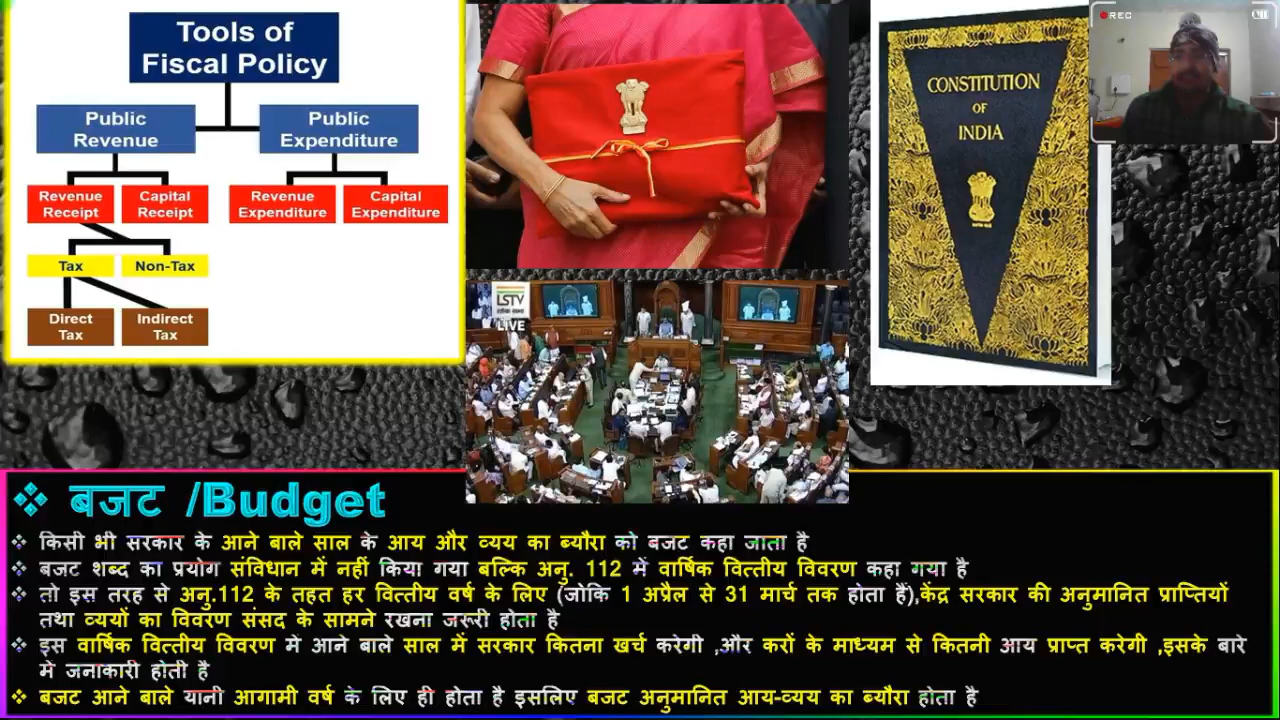 Tools of
Fiscal Policy
Public
Revenue
Public
Expenditure
Revenue
Receipt
Capital
Receipt
Revenue
Expenditure
Capital
Expenditure
Tax
Non-Tax
Direct
Tax
Indirect
Tax
LSTV
LIVE
CONSTITUTION
OF
INDIA
REC
❖ बजट /Budget
❖ किसी भी सरकार के आने बाले साल के आय और व्यय का ब्यौरा को बजट कहा जाता है
❖ बजट शब्द का प्रयोग संविधान में नहीं किया गया बल्कि अनु. 112 में वार्षिक वित्तीय विवरण कहा गया है
❖ तो इस तरह से अनु.112 के तहत हर वित्तीय वर्ष के लिए (जोकि 1 अप्रैल से 31 मार्च तक होता है),केंद्र सरकार की अनुमानित प्राप्तियों
तथा व्ययों का विवरण संसद के सामने रखना जरूरी होता है
❖ इस वार्षिक वित्तीय विवरण मे आने बाले साल में सरकार कितना खर्च करेगी ,और करों के माध्यम से कितनी आय प्राप्त करेगी ,इसके बारे
मे जनाकारी होती है
❖ बजट आने बाले यानी आगामी वर्ष के लिए ही होता है इसलिए बजट अनुमानित आय-व्यय का ब्यौरा होता है